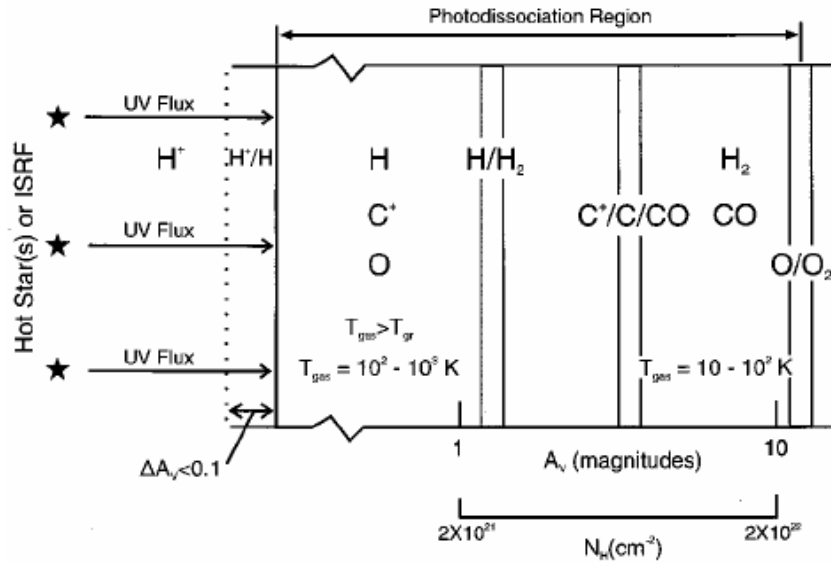 Photodissociation Region
Hot Star(s) or ISRF
★ UV Flux
H⁺ H⁺/H H H/H₂ H₂
C⁺ C⁺/C/CO CO
★ UV Flux
O O/O₂
T_gas>T_gr
★ UV Flux
T_gas = 10² - 10³ K T_gas = 10 - 10² K
ΔA_V<0.1
1 A_V (magnitudes) 10
2X10²¹ 2X10²²
N_H(cm⁻²)